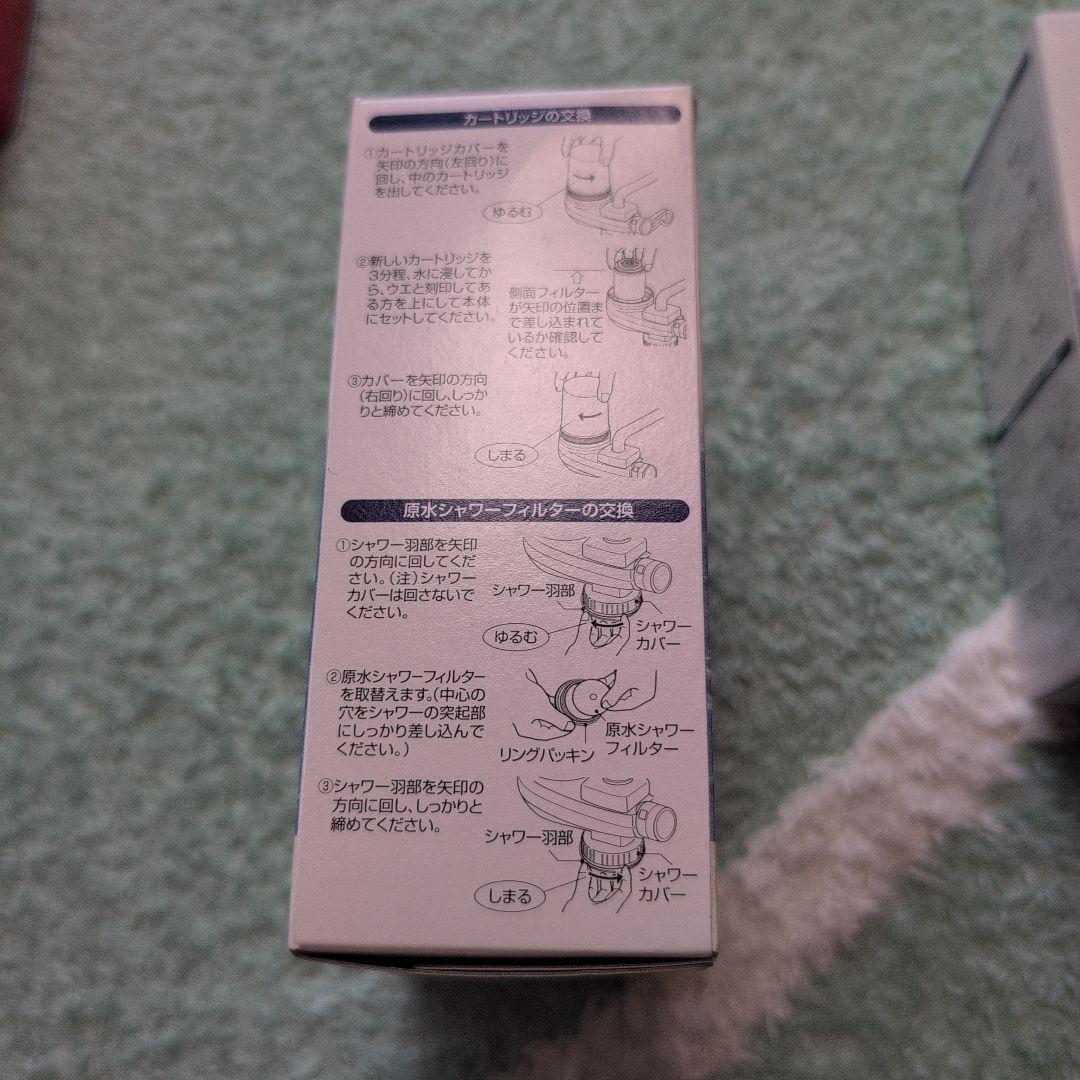 カートリッジの交換
①カートリッジカバーを
矢印の方向(左回り)に
回し、中のカートリッジ
を出してください。
ゆるむ
②新しいカートリッジを
3分程、水に浸してか
ら、ウエと刻印してあ
る方を上にして本体
にセットしてください。
側面フィルター
が矢印の位置ま
で差し込まれて
いるか確認して
ください。
③カバーを矢印の方向
(右回り)に回し、しっか
りと締めてください。
しまる
原水シャワーフィルターの交換
①シャワー羽部を矢印
の方向に回してくだ
さい。(注)シャワー
カバーは回さないで
ください。
シャワー羽部
ゆるむ
シャワー
カバー
②原水シャワーフィルター
を取替えます。(中心の
穴をシャワーの突起部
にしっかり差し込んで
ください。)
リングパッキン
原水シャワー
フィルター
③シャワー羽部を矢印の
方向に回し、しっかりと
締めてください。
シャワー羽部
しまる
シャワー
カバー